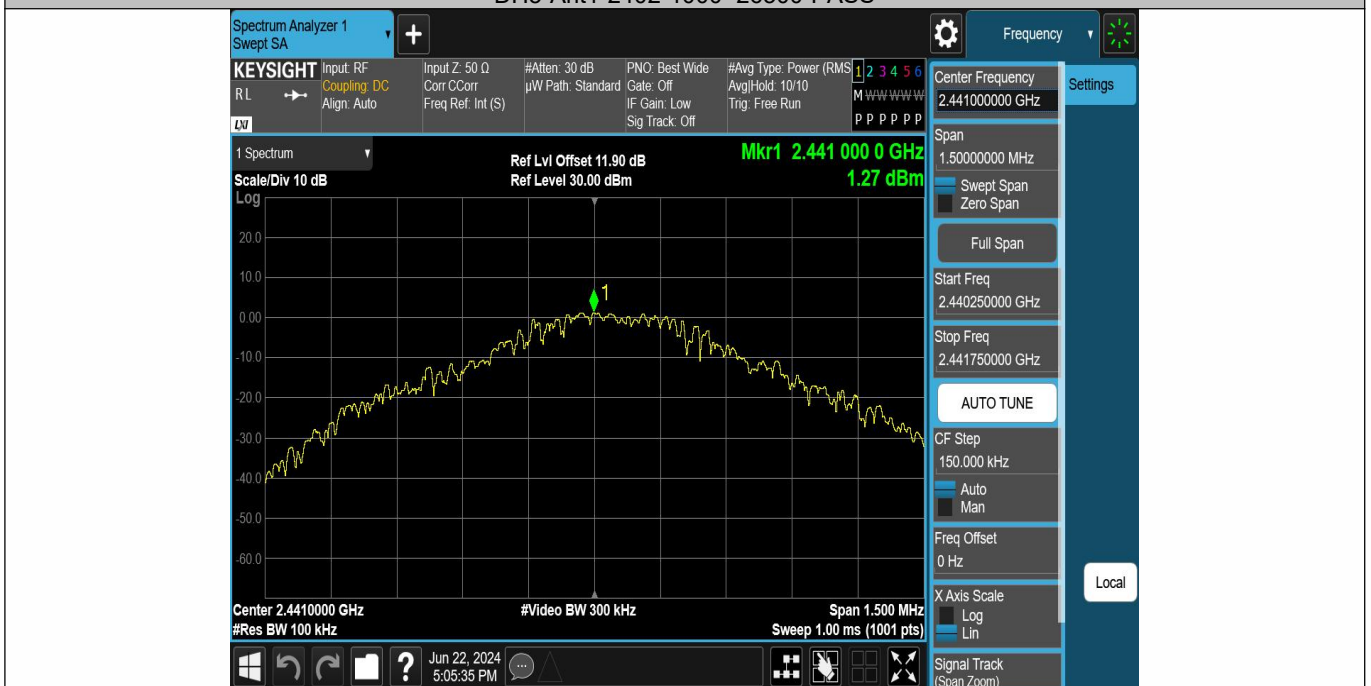 Spectrum Analyzer 1
Swept SA
Frequency
KEYSIGHT
RL
LXI
Input: RF
Coupling: DC
Align: Auto
Input Z: 50 Ω
Corr CCorr
Freq Ref: Int (S)
#Atten: 30 dB
µW Path: Standard
PNO: Best Wide
Gate: Off
IF Gain: Low
Sig Track: Off
#Avg Type: Power (RMS
Avg|Hold: 10/10
Trig: Free Run
1 2 3 4 5 6
M W W W W W
P P P P P P
1 Spectrum
Scale/Div 10 dB
Log
Ref Lvl Offset 11.90 dB
Ref Level 30.00 dBm
Mkr1 2.441 000 0 GHz
1.27 dBm
20.0
10.0
0.00
-10.0
-20.0
-30.0
-40.0
-50.0
-60.0
1
Center 2.4410000 GHz
#Res BW 100 kHz
#Video BW 300 kHz
Span 1.500 MHz
Sweep 1.00 ms (1001 pts)
Jun 22, 2024
5:05:35 PM
Center Frequency
2.441000000 GHz
Span
1.50000000 MHz
Swept Span
Zero Span
Full Span
Start Freq
2.440250000 GHz
Stop Freq
2.441750000 GHz
AUTO TUNE
CF Step
150.000 kHz
Auto
Man
Freq Offset
0 Hz
X Axis Scale
Log
Lin
Signal Track
(Span Zoom)
Settings
Local